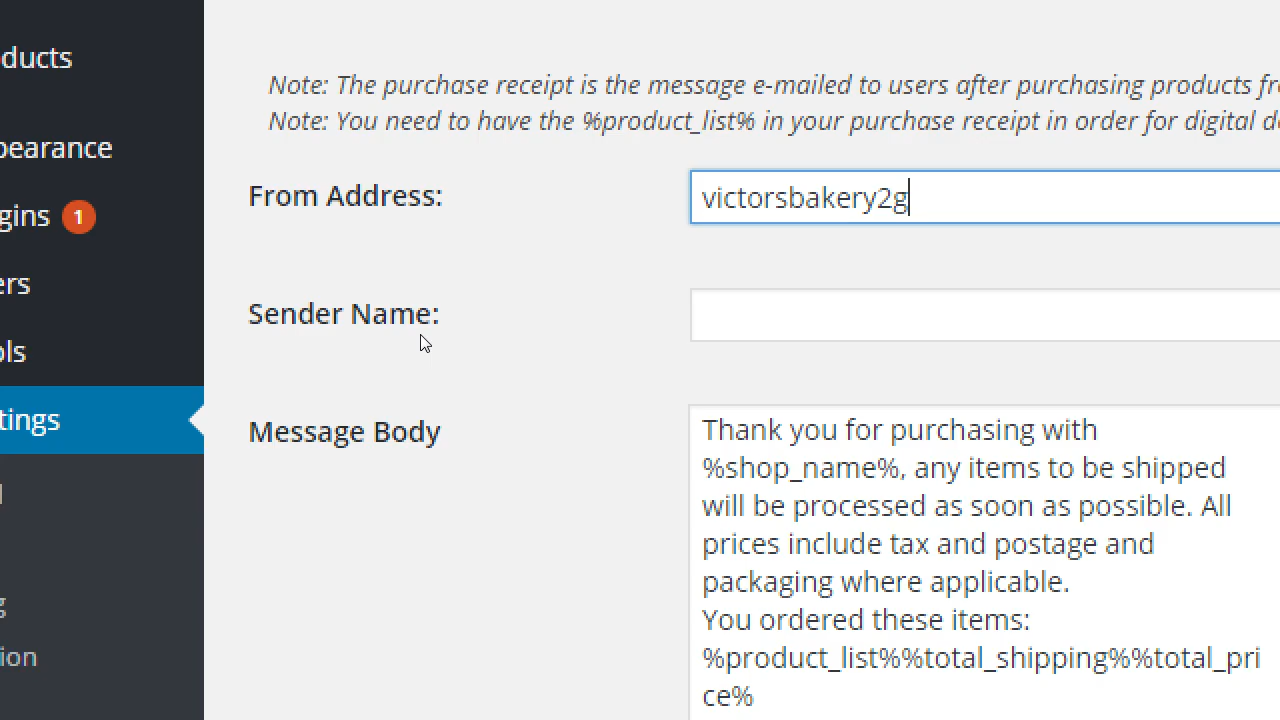 ducts
pearance
gins 1
ers
ols
tings
g
ion
Note: The purchase receipt is the message e-mailed to users after purchasing products fr
Note: You need to have the %product_list% in your purchase receipt in order for digital d
From Address:
victorsbakery2g
Sender Name:
Message Body
Thank you for purchasing with
%shop_name%, any items to be shipped
will be processed as soon as possible. All
prices include tax and postage and
packaging where applicable.
You ordered these items:
%product_list%%total_shipping%%total_pri
ce%